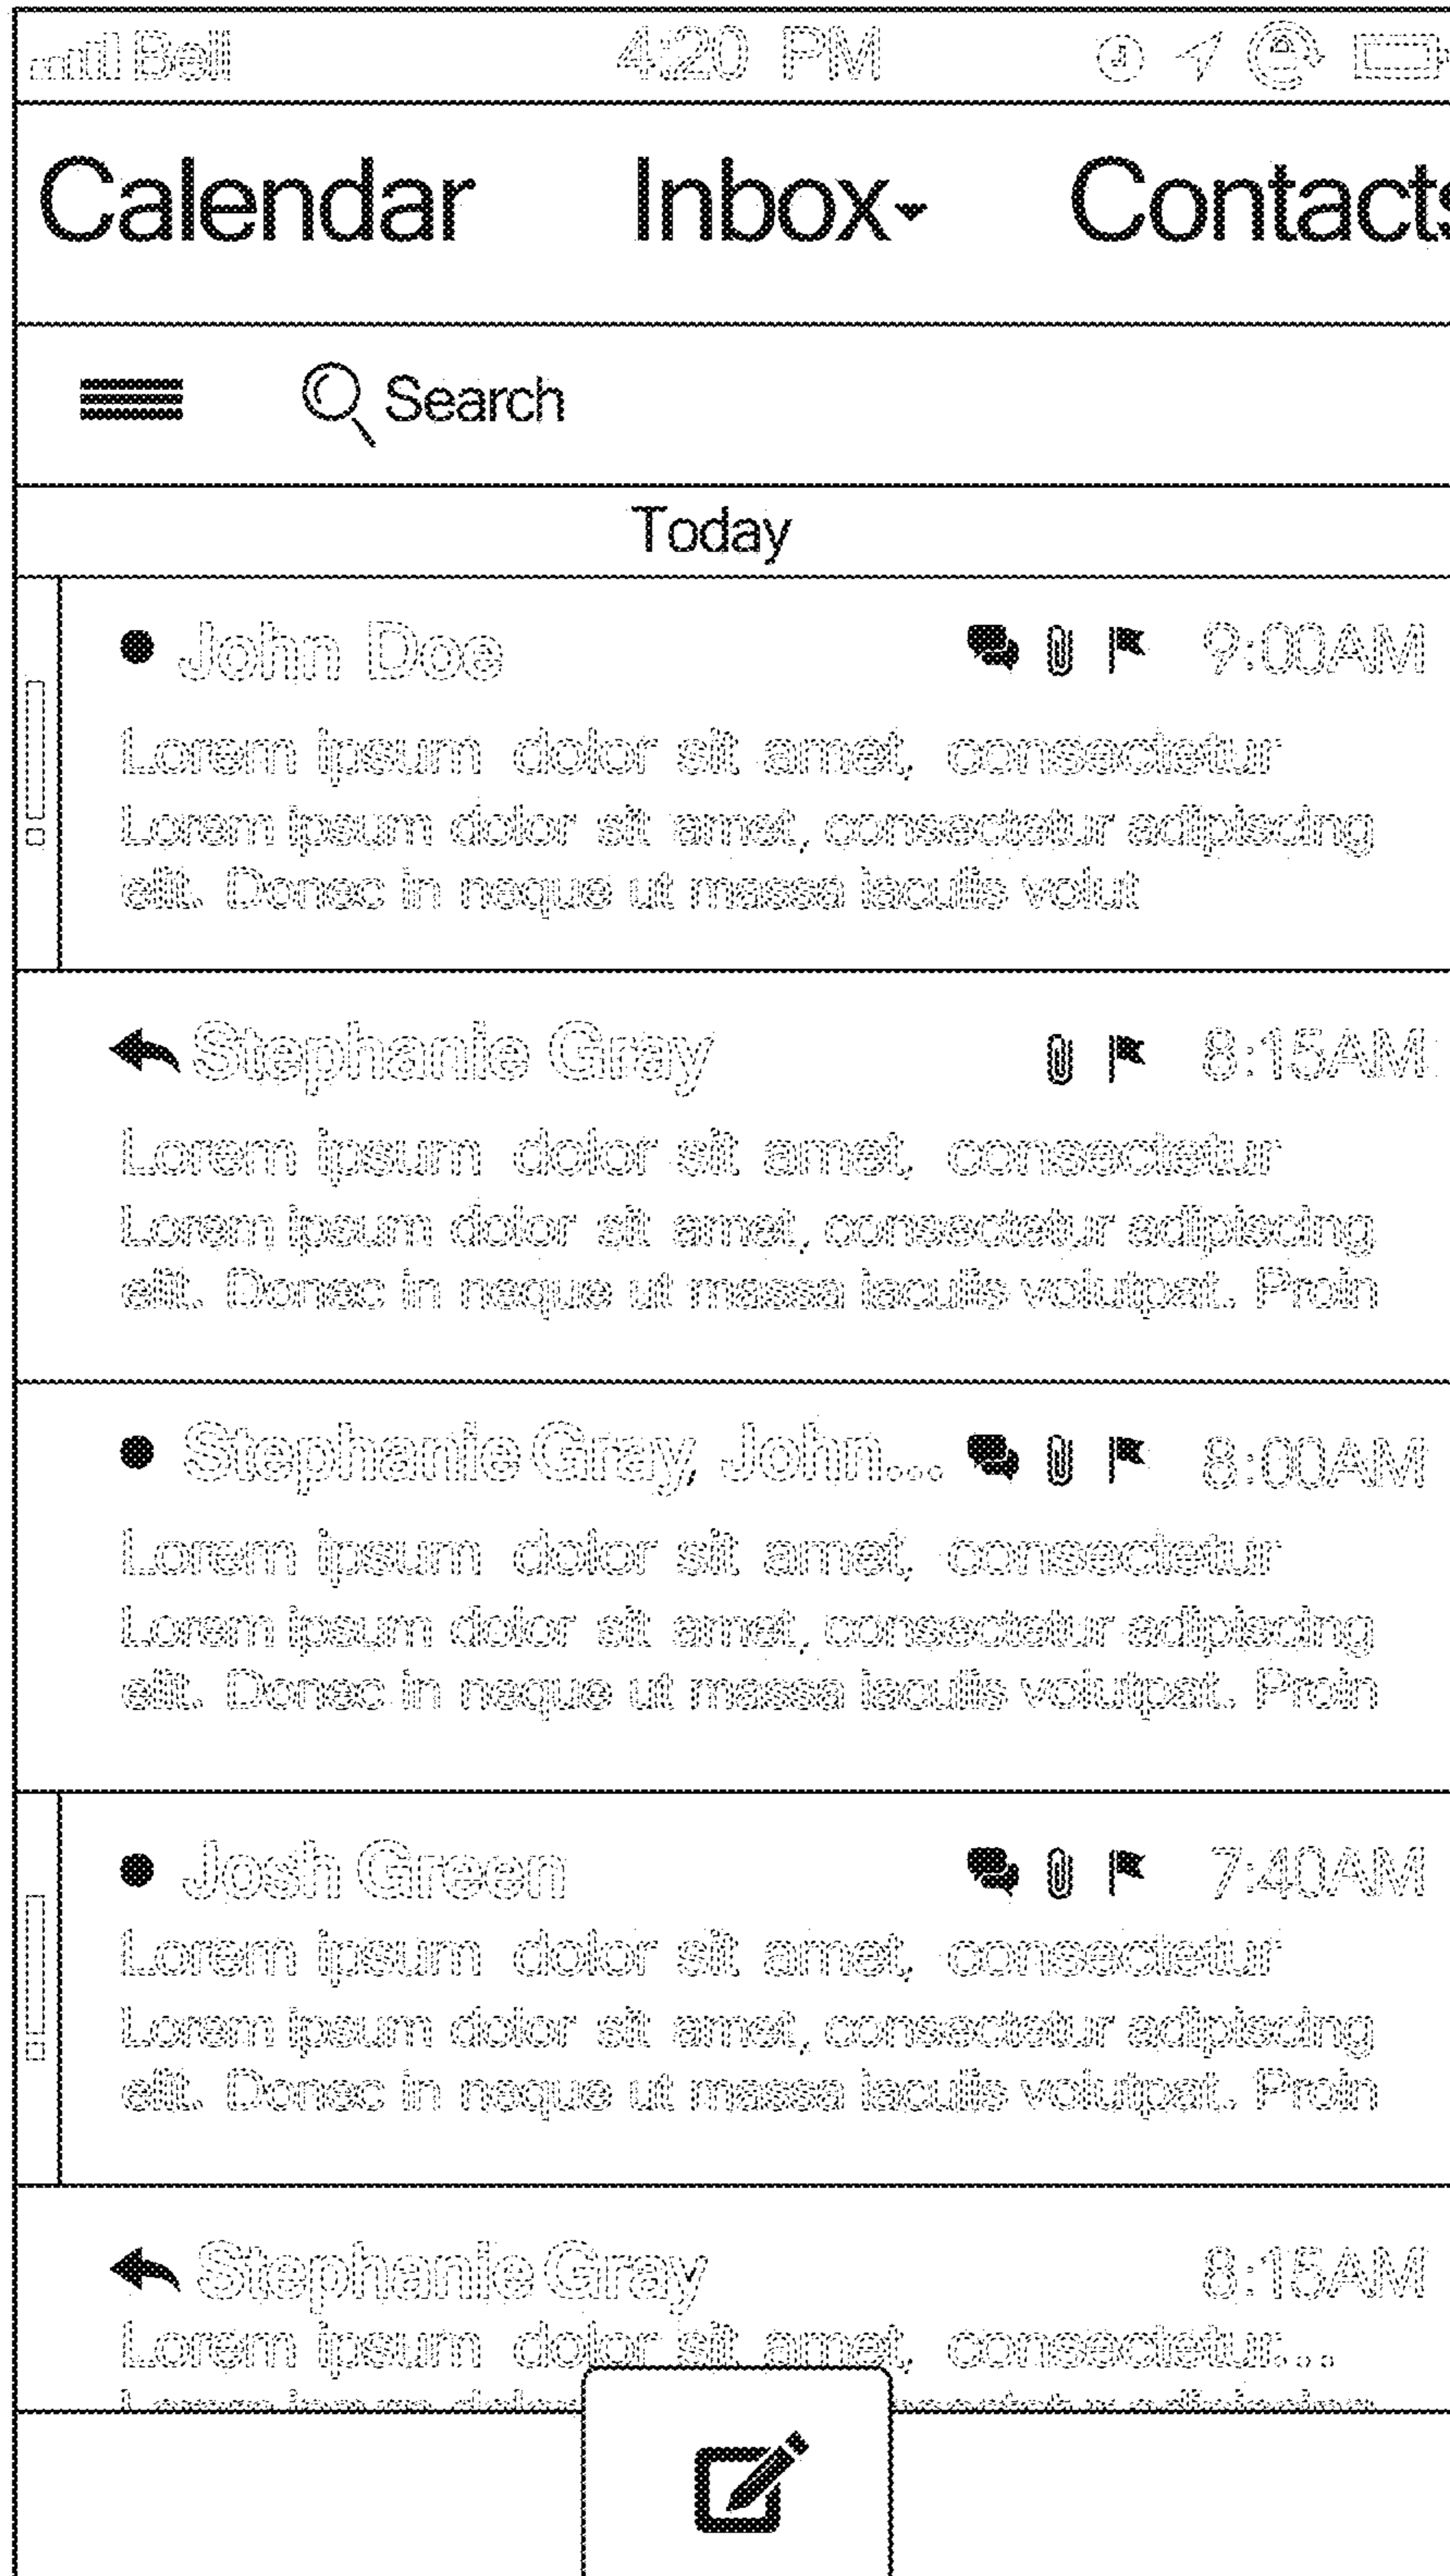 Bell 4:20 PM
Calendar Inbox Contacts
Search
Today
John Doe 9:00AM
Lorem ipsum dolor sit amet, consectetur
Lorem ipsum dolor sit amet, consectetur adipiscing
elit. Donec in neque ut massa iaculis volut
Stephanie Gray 8:15AM
Lorem ipsum dolor sit amet, consectetur
Lorem ipsum dolor sit amet, consectetur adipiscing
elit. Donec in neque ut massa iaculis volutpat. Proin
Stephanie Gray, John... 8:00AM
Lorem ipsum dolor sit amet, consectetur
Lorem ipsum dolor sit amet, consectetur adipiscing
elit. Donec in neque ut massa iaculis volutpat. Proin
Josh Green 7:40AM
Lorem ipsum dolor sit amet, consectetur
Lorem ipsum dolor sit amet, consectetur adipiscing
elit. Donec in neque ut massa iaculis volutpat. Proin
Stephanie Gray 8:15AM
Lorem ipsum dolor sit amet, consectetur...